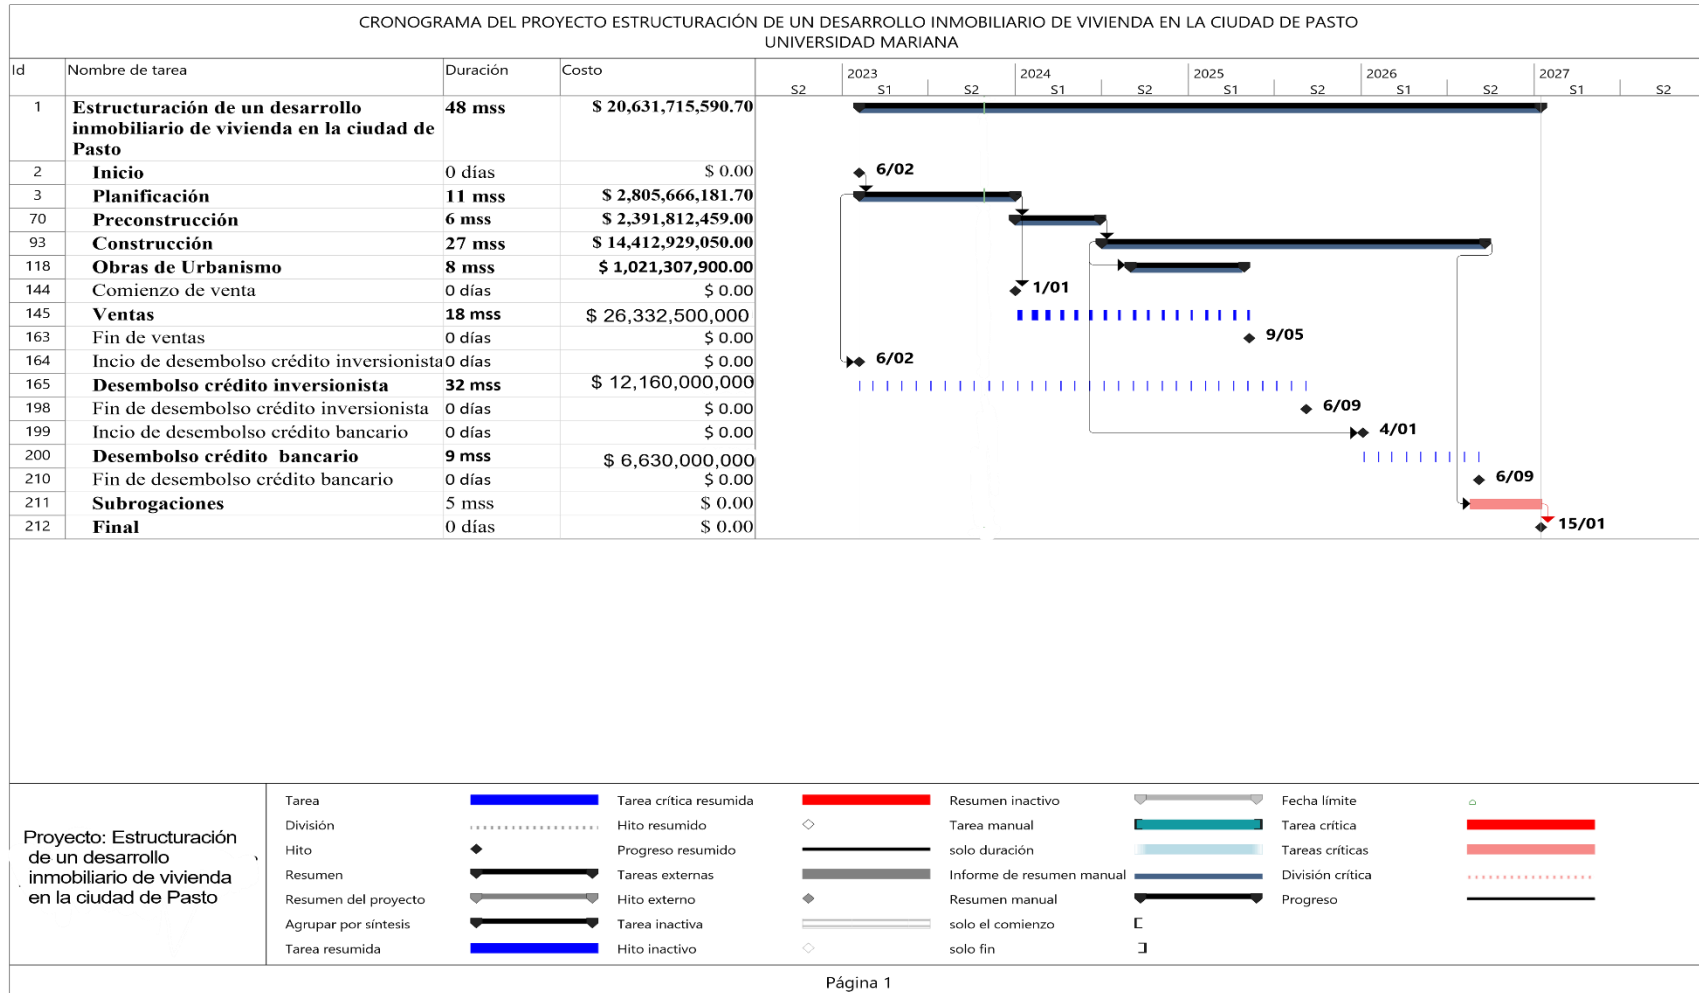 CRONOGRAMA DEL PROYECTO ESTRUCTURACIÓN DE UN DESARROLLO INMOBILIARIO DE VIVIENDA EN LA CIUDAD DE PASTO
UNIVERSIDAD MARIANA
Id Nombre de tarea Duración Costo
2023 2024 2025 2026 2027
S2 S1 S2 S1 S2 S1 S2 S1 S2 S1 S2
1 Estructuración de un desarrollo 48 mss $ 20,631,715,590.70
inmobiliario de vivienda en la ciudad de
Pasto
2 Inicio 0 días $ 0.00 6/02
3 Planificación 11 mss $ 2,805,666,181.70
70 Preconstrucción 6 mss $ 2,391,812,459.00
93 Construcción 27 mss $ 14,412,929,050.00
118 Obras de Urbanismo 8 mss $ 1,021,307,900.00
144 Comienzo de venta 0 días $ 0.00 1/01
145 Ventas 18 mss $ 26,332,500,000
163 Fin de ventas 0 días $ 0.00 9/05
164 Incio de desembolso crédito inversionista 0 días $ 0.00 6/02
165 Desembolso crédito inversionista 32 mss $ 12,160,000,000
198 Fin de desembolso crédito inversionista 0 días $ 0.00 6/09
199 Incio de desembolso crédito bancario 0 días $ 0.00 4/01
200 Desembolso crédito bancario 9 mss $ 6,630,000,000
210 Fin de desembolso crédito bancario 0 días $ 0.00 6/09
211 Subrogaciones 5 mss $ 0.00
212 Final 0 días $ 0.00 15/01
Proyecto: Estructuración
de un desarrollo
inmobiliario de vivienda
en la ciudad de Pasto
Tarea Tarea crítica resumida Resumen inactivo Fecha límite
División Hito resumido Tarea manual Tarea crítica
Hito Progreso resumido solo duración Tareas críticas
Resumen Tareas externas Informe de resumen manual División crítica
Resumen del proyecto Hito externo Resumen manual Progreso
Agrupar por síntesis Tarea inactiva solo el comienzo
Tarea resumida Hito inactivo solo fin
Página 1